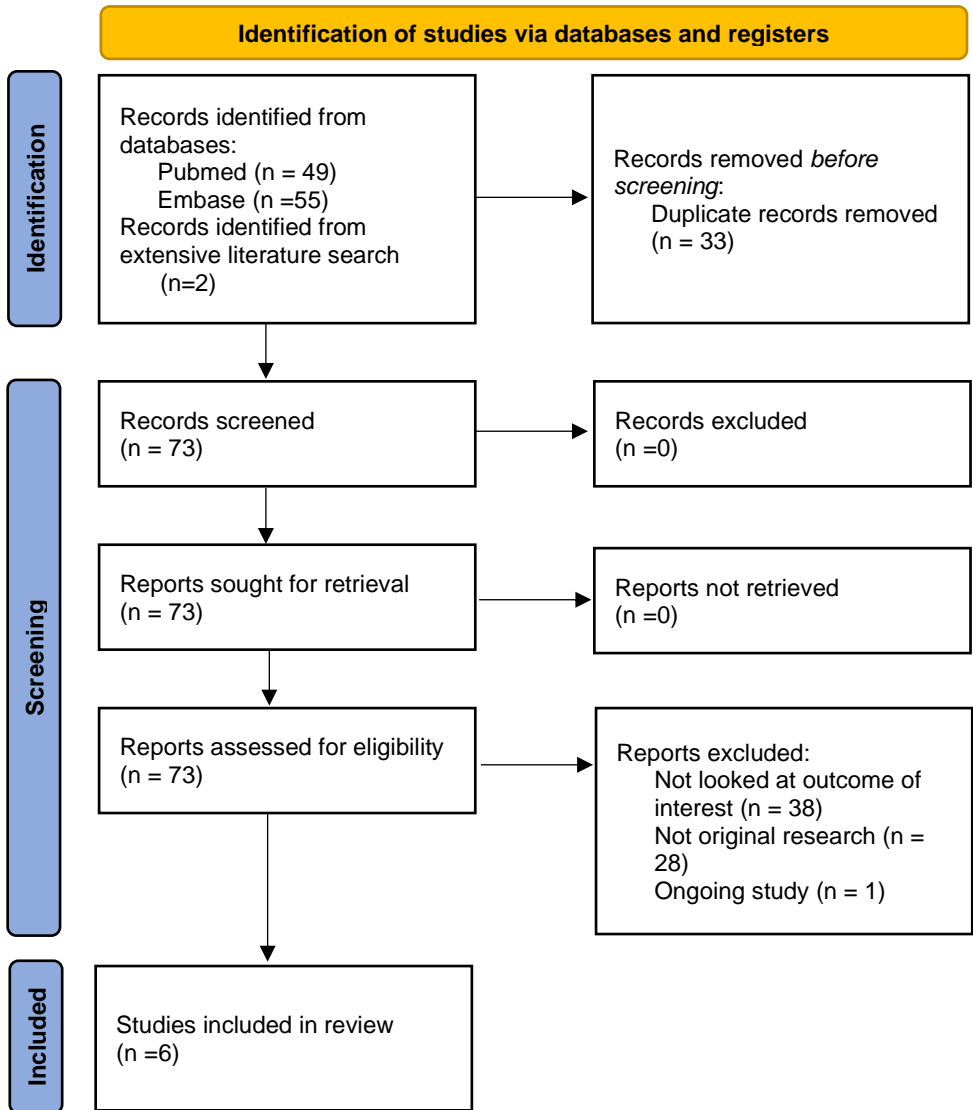 Identification of studies via databases and registers
Identification
Records identified from
databases:
Pubmed (n = 49)
Embase (n =55)
Records identified from
extensive literature search
(n=2)
Records removed before
screening:
Duplicate records removed
(n = 33)
Screening
Records screened
(n = 73)
Records excluded
(n =0)
Reports sought for retrieval
(n = 73)
Reports not retrieved
(n =0)
Reports assessed for eligibility
(n = 73)
Reports excluded:
Not looked at outcome of
interest (n = 38)
Not original research (n =
28)
Ongoing study (n = 1)
Included
Studies included in review
(n =6)